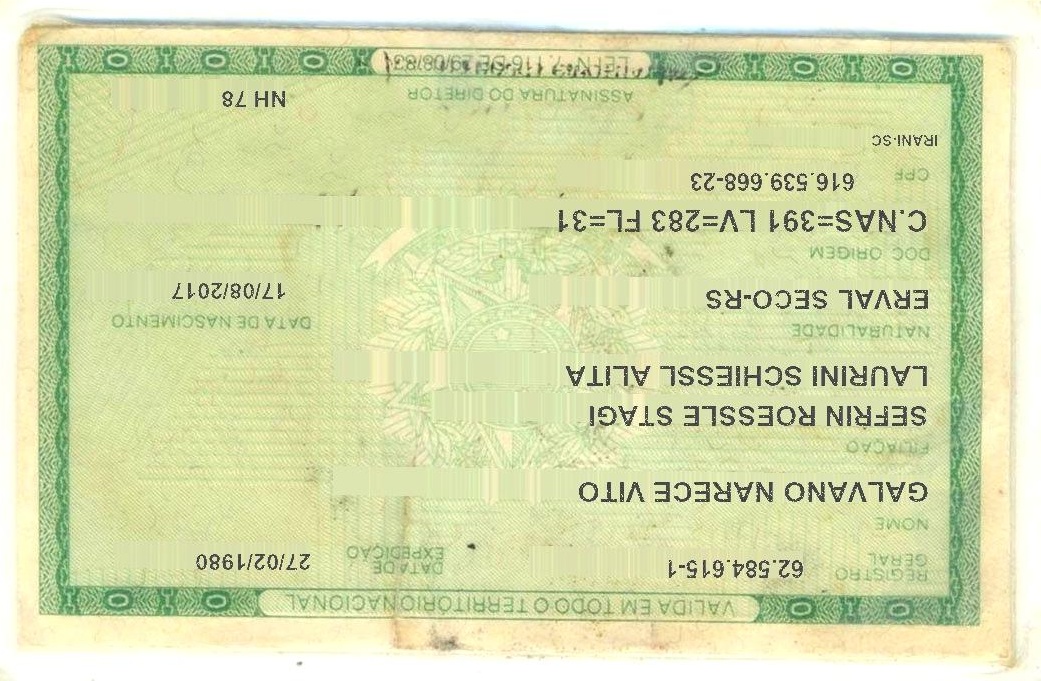 VALIDA EM TODO O TERRITÓRIO NACIONAL
REGISTRO GERAL 62.584.615-1 DATA DE EXPEDIÇÃO 27/02/1980
NOME
GALVANO NARECE VITO
FILIAÇÃO
SEFRIN ROESSLE STAGI
LAURINI SCHIESSL ALITA
NATURALIDADE DATA DE NASCIMENTO
ERVAL SECO-RS 17/08/2017
DOC ORIGEM
C.NAS=391 LV=283 FL=31
CPF 616.539.668-23
IRANI-SC
NH 78
ASSINATURA DO DIRETOR
LEI Nº 7.116 DE 29/08/83